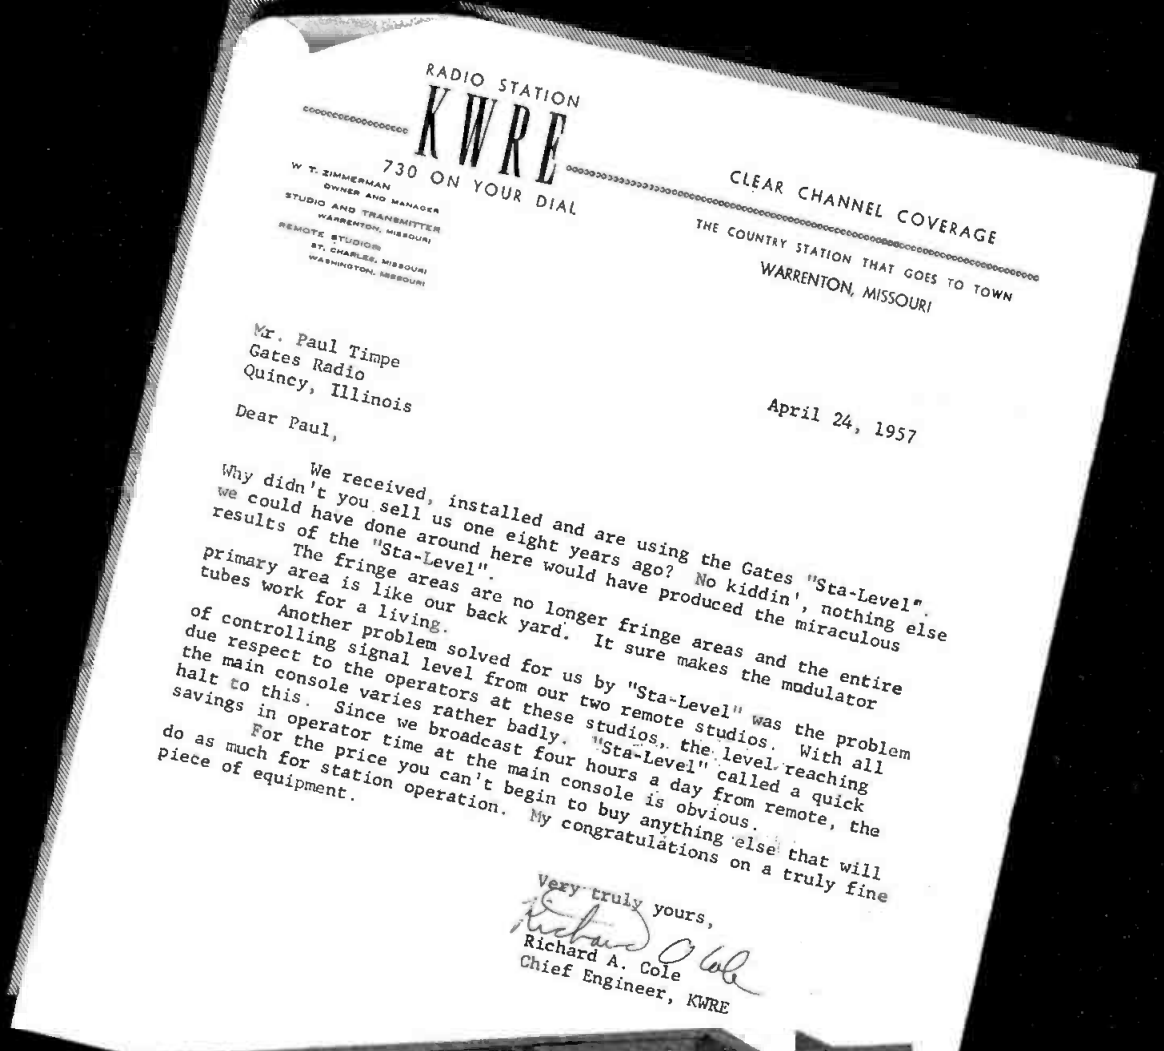 RADIO STATION
KWRE
730 ON YOUR DIAL
W. T. ZIMMERMAN
OWNER AND MANAGER
STUDIO AND TRANSMITTER
WARRENTON, MISSOURI
REMOTE STUDIOS
ST. CHARLES, MISSOURI
WASHINGTON, MISSOURI
CLEAR CHANNEL COVERAGE
THE COUNTRY STATION THAT GOES TO TOWN
WARRENTON, MISSOURI
Mr. Paul Timpe
Gates Radio
Quincy, Illinois
April 24, 1957
Dear Paul,
We received, installed and are using the Gates "Sta-Level".
Why didn't you sell us one eight years ago? No kiddin', nothing else
we could have done around here would have produced the miraculous
results of the "Sta-Level".
The fringe areas are no longer fringe areas and the entire
primary area is like our back yard. It sure makes the modulator
tubes work for a living.
Another problem solved for us by "Sta-Level" was the problem
of controlling signal level from our two remote studios. With all
due respect to the operators at these studios, the level reaching
the main console varies rather badly. "Sta-Level" called a quick
halt to this. Since we broadcast four hours a day from remote, the
savings in operator time at the main console is obvious.
For the price you can't begin to buy anything else that will
do as much for station operation. My congratulations on a truly fine
piece of equipment.
Very truly yours,
Richard A Cole
Richard A. Cole
Chief Engineer, KWRE